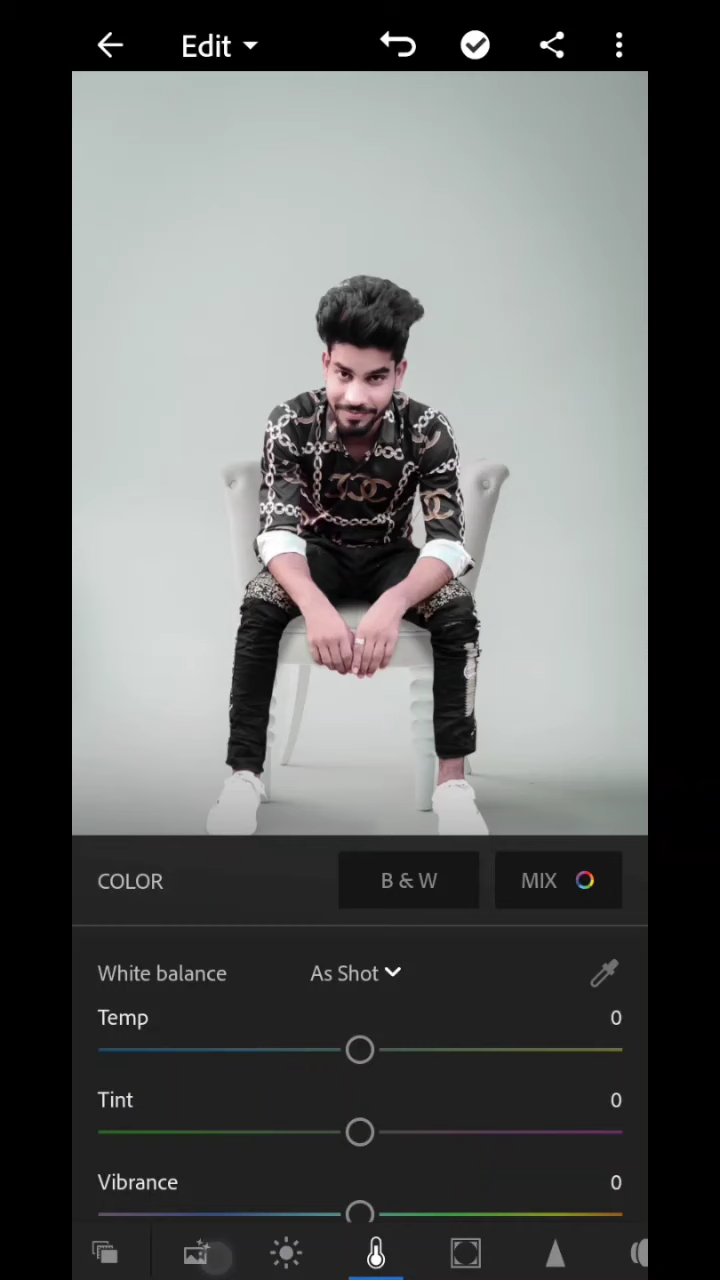 Edit
COLOR
B & W
MIX
White balance
As Shot
Temp
0
Tint
0
Vibrance
0